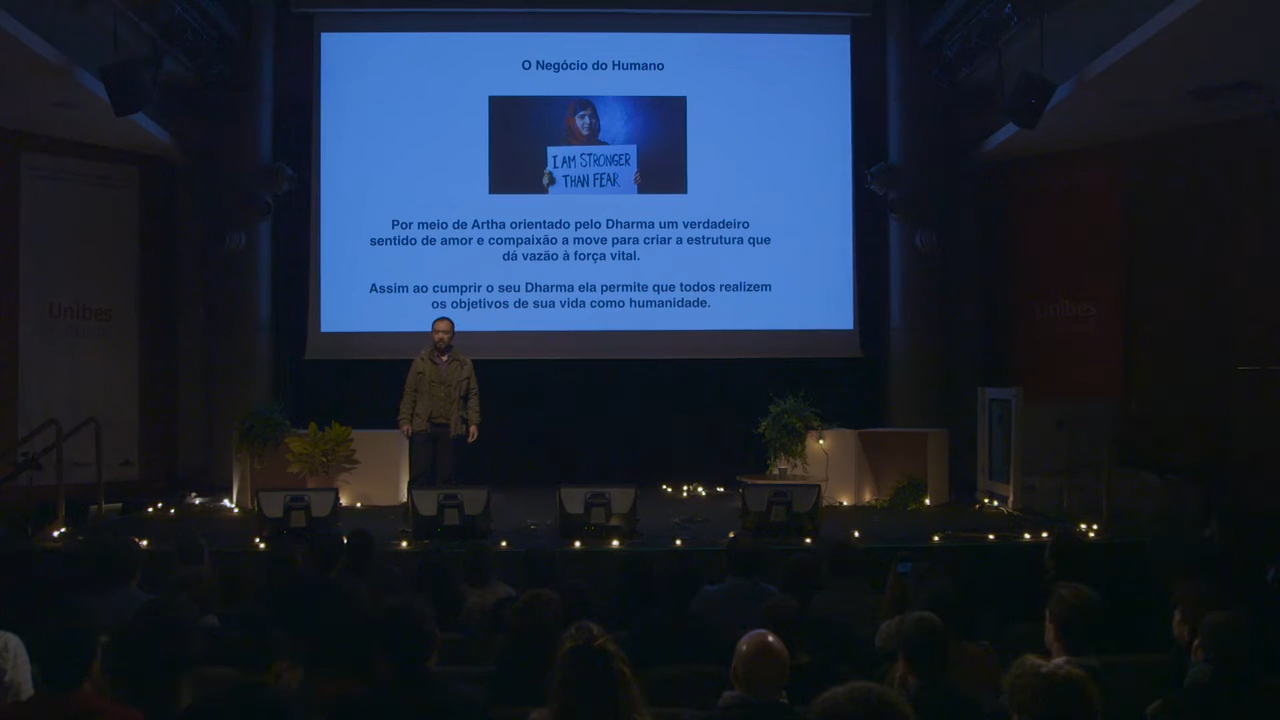 O Negócio do Humano
I AM STRONGER
THAN FEAR
Por meio de Artha orientado pelo Dharma um verdadeiro
sentido de amor e compaixão a move para criar a estrutura que
dá vazão à força vital.
Assim ao cumprir o seu Dharma ela permite que todos realizem
os objetivos de sua vida como humanidade.
Unibes
Unibes